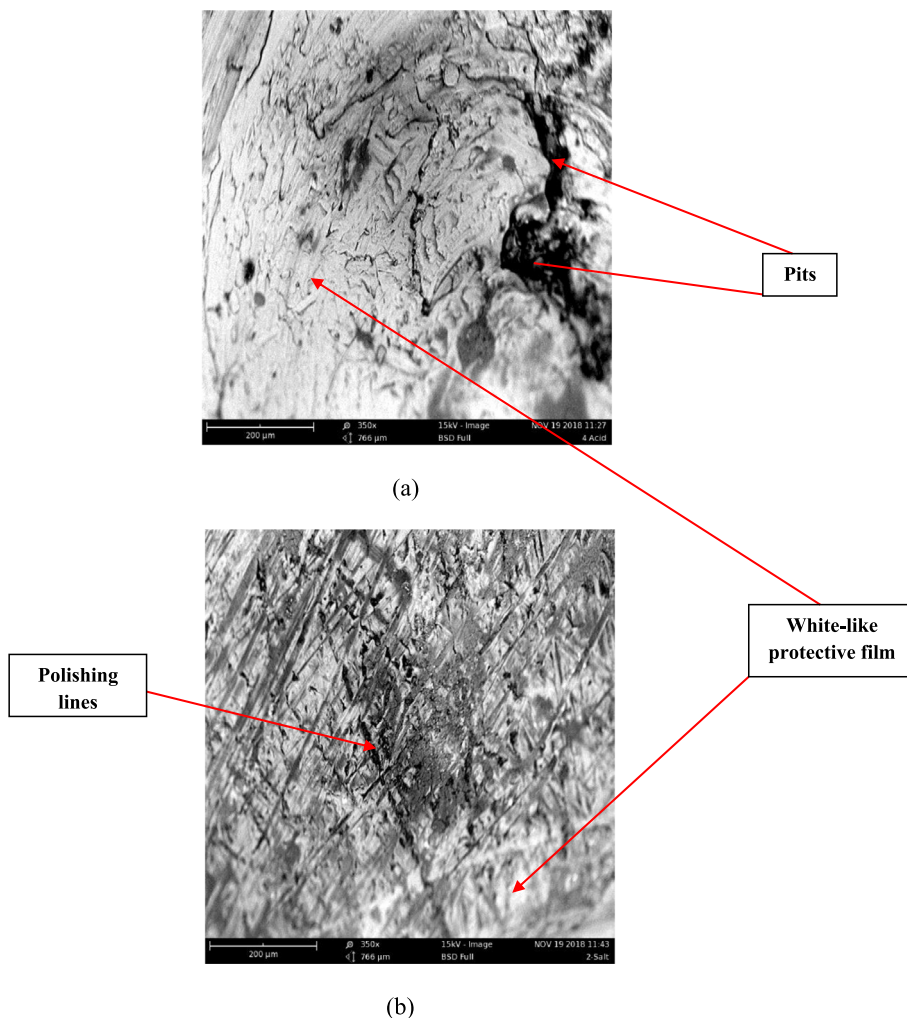 Pits
200 µm
350x
766 µm
15kV - Image
BSD Full
NOV 19 2018 11:27
4 Acid
(a)
White-like
protective film
Polishing
lines
200 µm
350x
766 µm
15kV - Image
BSD Full
NOV 19 2018 11:43
2-Salt
(b)